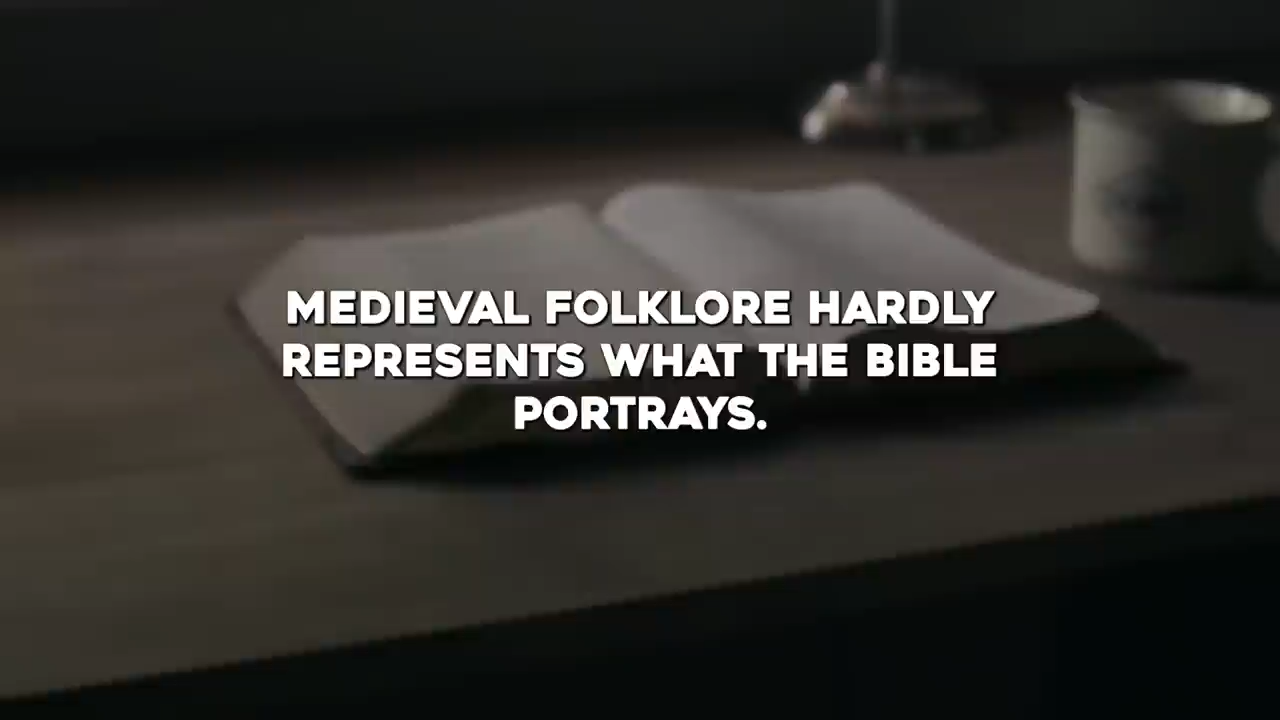 MEDIEVAL FOLKLORE HARDLY
REPRESENTS WHAT THE BIBLE
PORTRAYS.